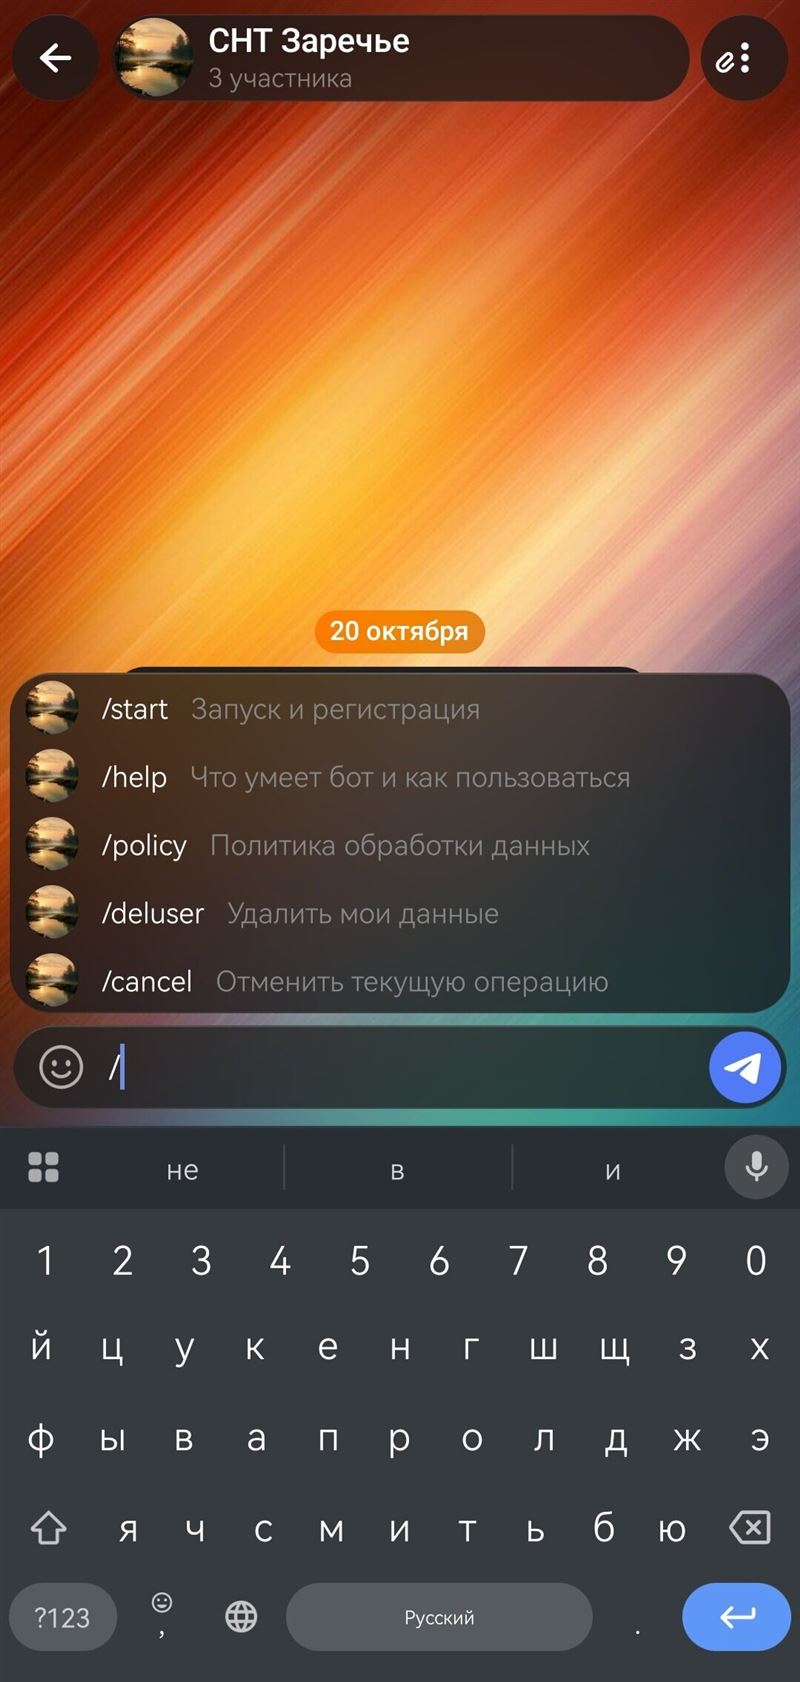 СНТ Заречье
3 участника
20 октября
/start Запуск и регистрация
/help Что умеет бот и как пользоваться
/policy Политика обработки данных
/deluser Удалить мои данные
/cancel Отменить текущую операцию
/
не в и
1 2 3 4 5 6 7 8 9 0
й ц у к е н г ш щ з х
ф ы в а п р о л д ж э
я ч с м и т ь б ю
?123 , Русский .